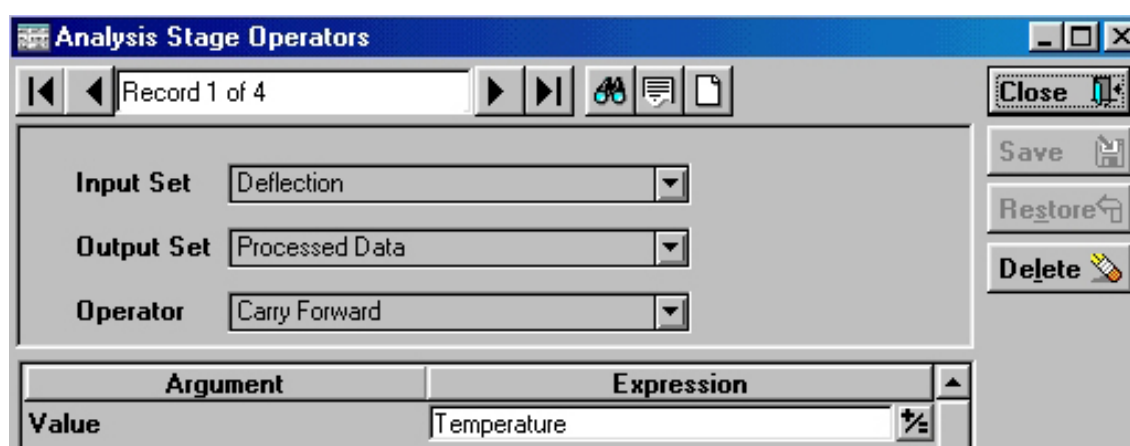 Analysis Stage Operators
Record 1 of 4
Close
Save
Restore
Delete
Input Set Deflection
Output Set Processed Data
Operator Carry Forward
Argument Expression
Value Temperature